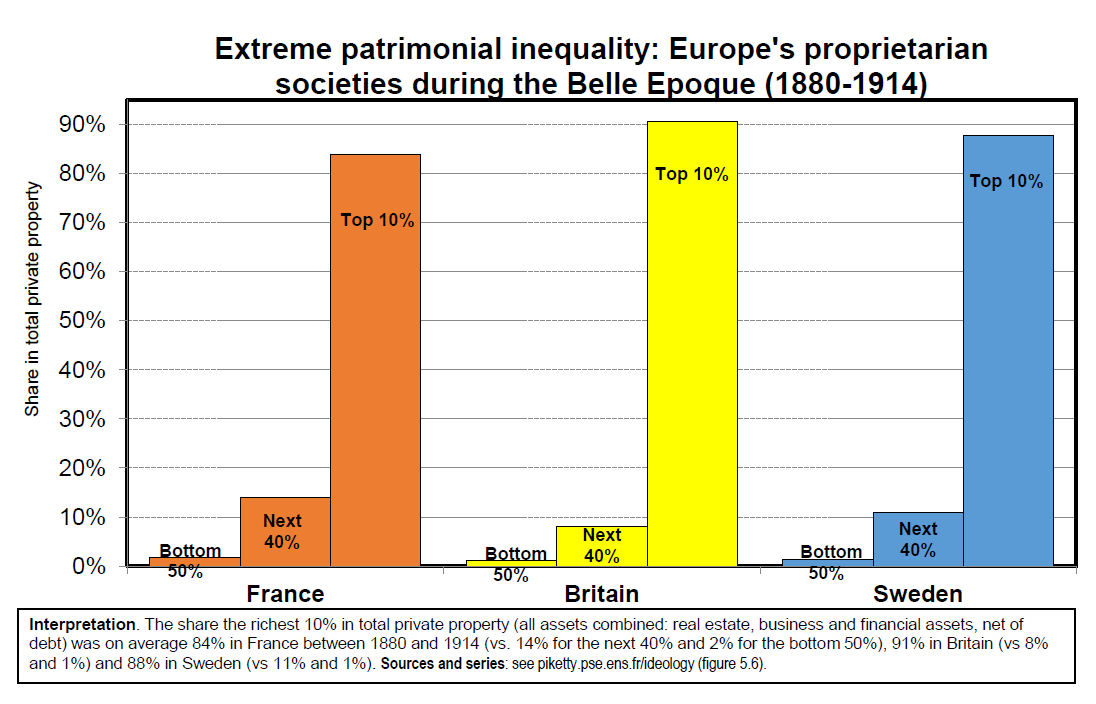 Extreme patrimonial inequality: Europe's proprietarian
societies during the Belle Epoque (1880-1914)
Share in total private property
90%
80%
70%
60%
50%
40%
30%
20%
10%
0%
Bottom
50%
Next
40%
Top 10%
Bottom
50%
Next
40%
Top 10%
Bottom
50%
Next
40%
Top 10%
France
Britain
Sweden
Interpretation. The share the richest 10% in total private property (all assets combined: real estate, business and financial assets, net of
debt) was on average 84% in France between 1880 and 1914 (vs. 14% for the next 40% and 2% for the bottom 50%), 91% in Britain (vs 8%
and 1%) and 88% in Sweden (vs 11% and 1%). Sources and series: see piketty.pse.ens.fr/ideology (figure 5.6).